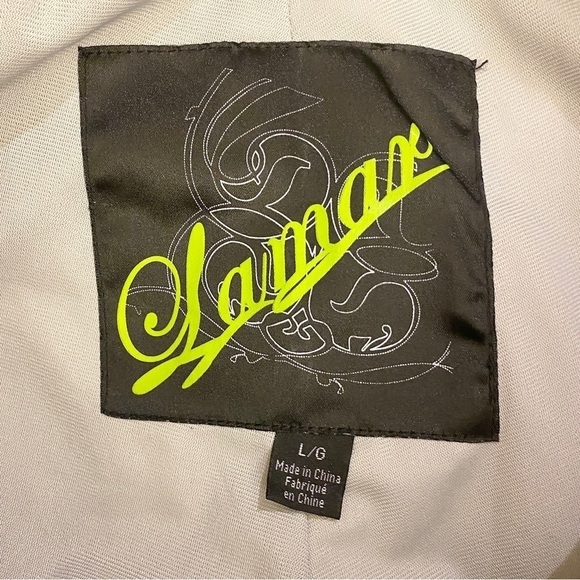 Lamar
L/G
Made in China
Fabriqué
en Chine